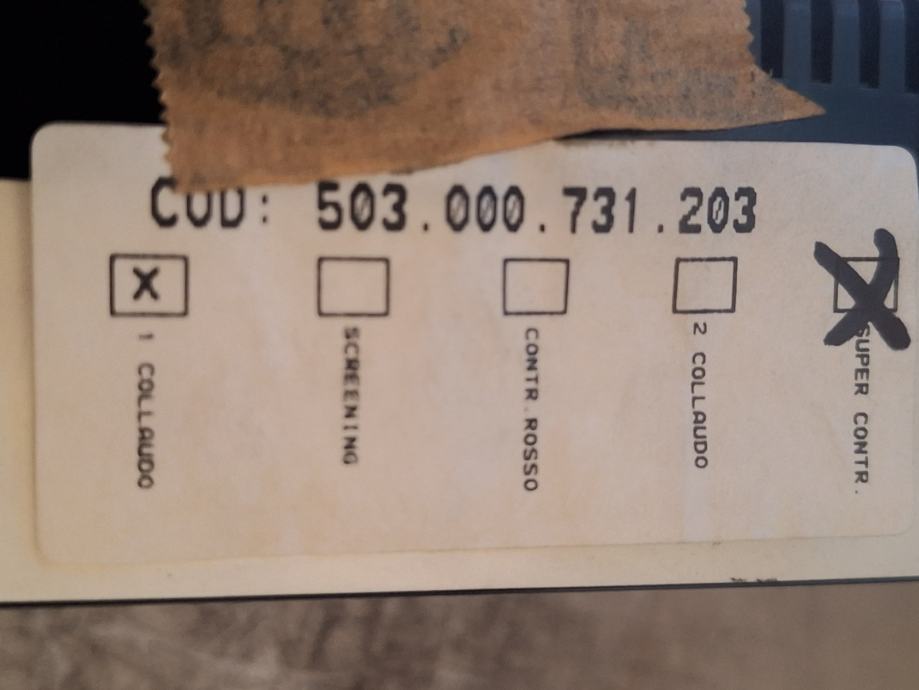 COD: 503.000.731.203
X 1 COLLAUDO
SCREENING
CONTR.ROSSO
2 COLLAUDO
X SUPER CONTR.